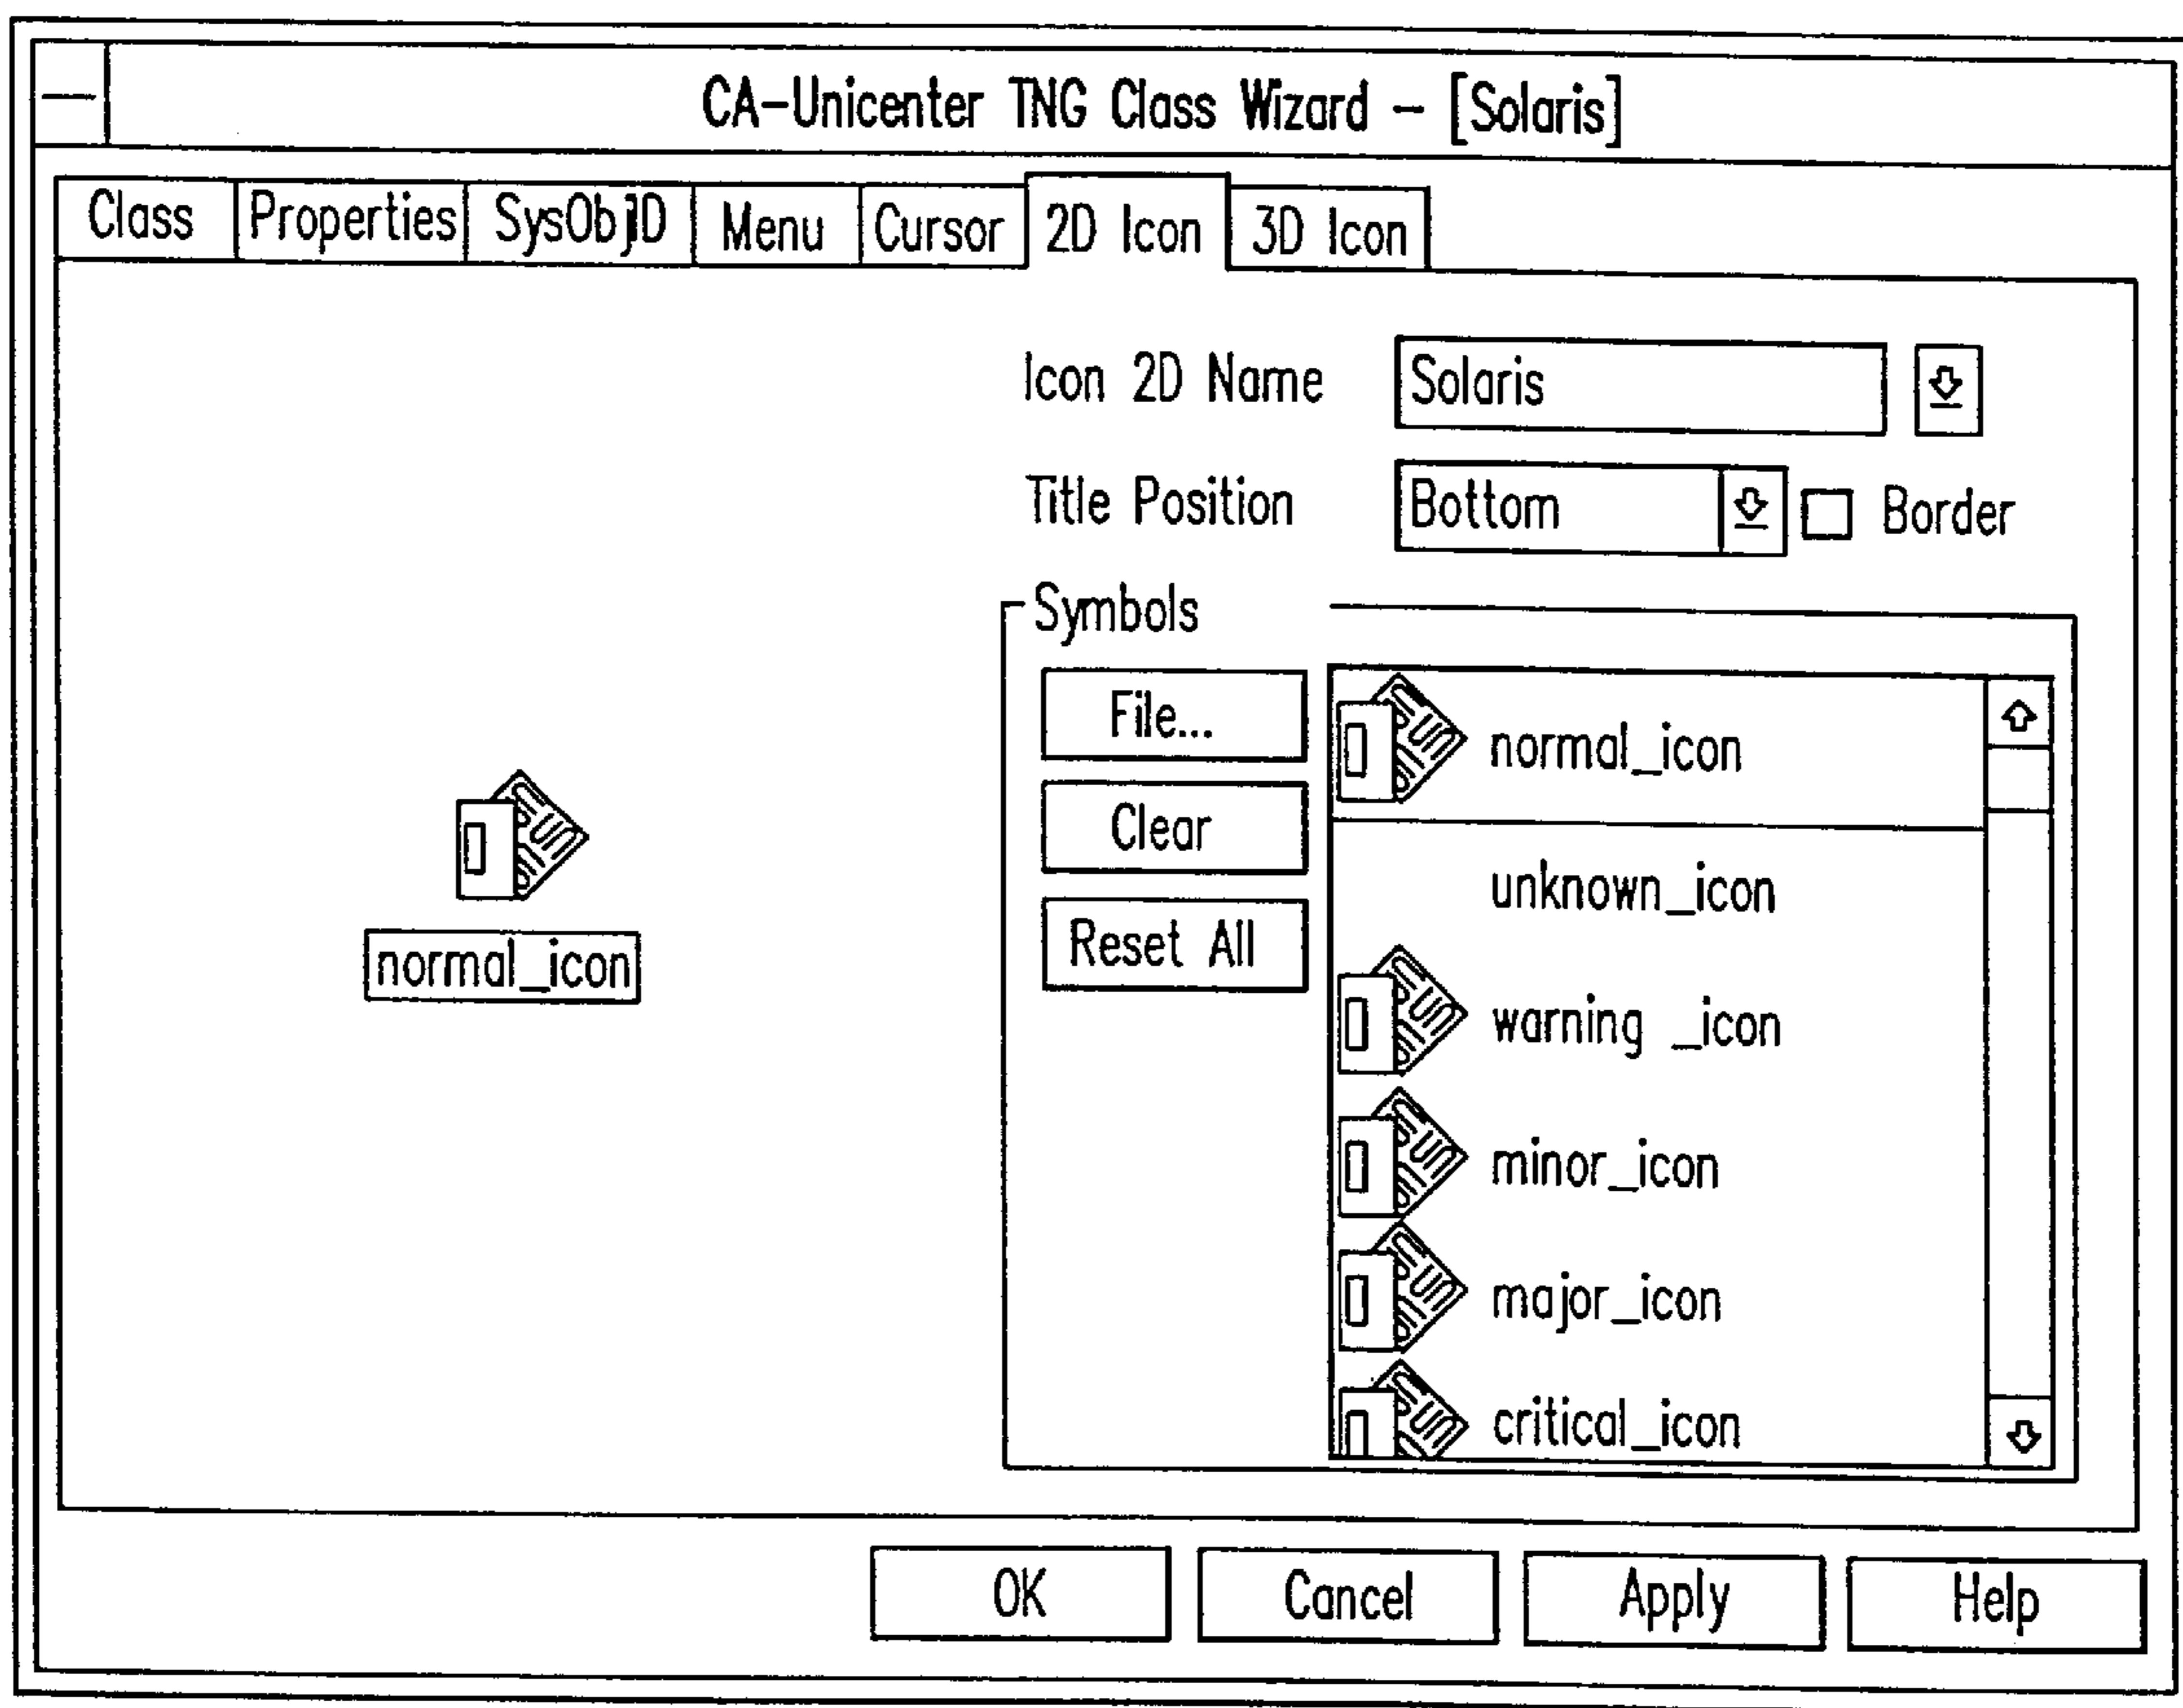 CA-Unicenter TNG Class Wizard - [Solaris]
Class Properties SysObjID Menu Cursor 2D Icon 3D Icon
Icon 2D Name Solaris
Title Position Bottom Border
Symbols
File...
Clear
Reset All
normal_icon
unknown_icon
warning _icon
minor_icon
major_icon
critical_icon
normal_icon
OK Cancel Apply Help